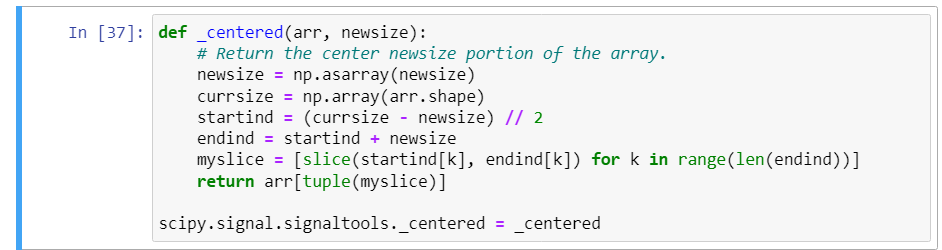 In [37]: def _centered(arr, newsize):
    # Return the center newsize portion of the array.
    newsize = np.asarray(newsize)
    currsize = np.array(arr.shape)
    startind = (currsize - newsize) // 2
    endind = startind + newsize
    myslice = [slice(startind[k], endind[k]) for k in range(len(endind))]
    return arr[tuple(myslice)]

scipy.signal.signaltools._centered = _centered